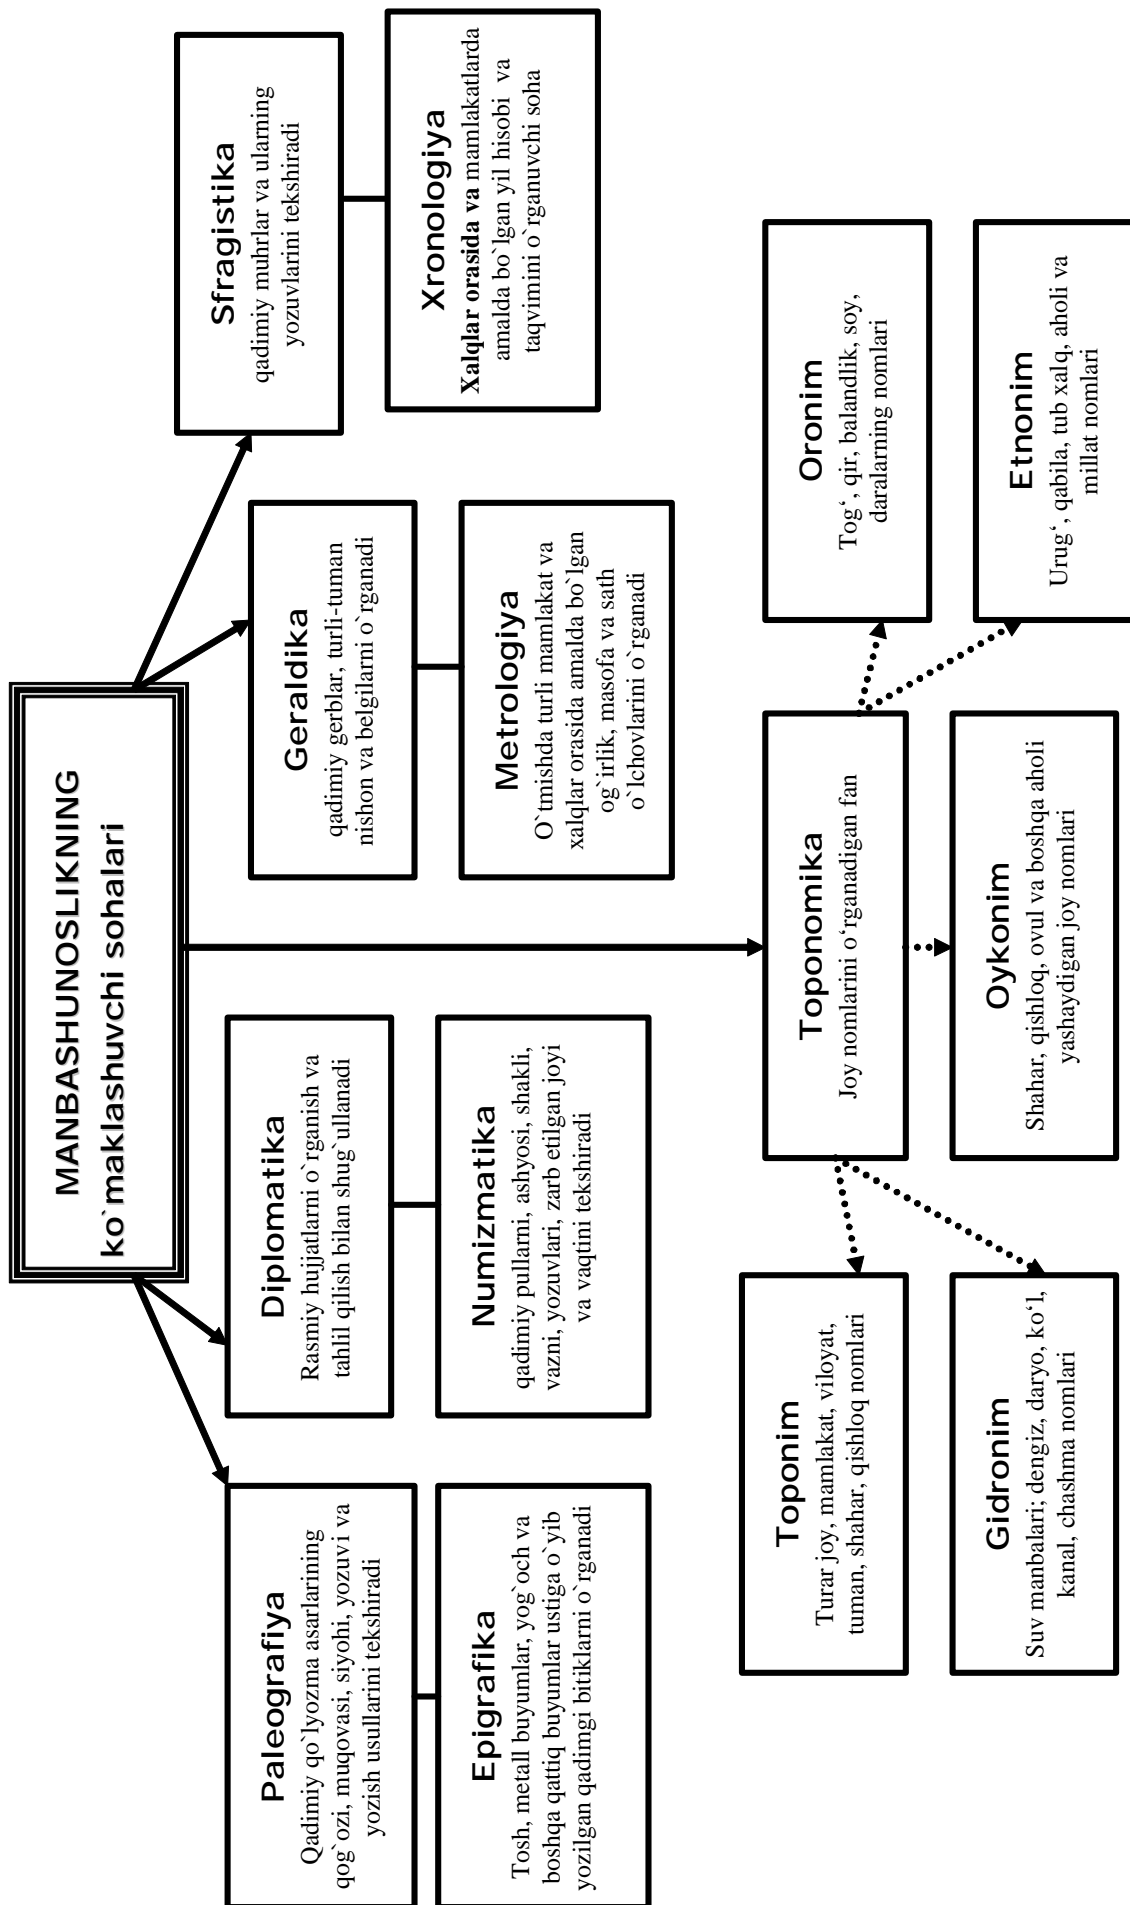 MANBASHUNOSLIKNING
ko`maklashuvchi sohalari
Paleografiya
Qadimiy qo`lyozma asarlarining
qog`ozi, muqovasi, siyohi, yozuvi va
yozish usullarini tekshiradi
Diplomatika
Rasmiy hujjatlarni o`rganish va
tahlil qilish bilan shug`ullanadi
Geraldika
qadimiy gerblar, turli-tuman
nishon va belgilarni o`rganadi
Sfragistika
qadimiy muhrlar va ularning
yozuvlarini tekshiradi
Epigrafika
Tosh, metall buyumlar, yog`och va
boshqa qattiq buyumlar ustiga o`yib
yozilgan qadimgi bitiklarni o`rganadi
Numizmatika
qadimiy pullarni, ashyosi, shakli,
vazni, yozuvlari, zarb etilgan joyi
va vaqtini tekshiradi
Metrologiya
O`tmishda turli mamlakat va
xalqlar orasida amalda bo`lgan
og`irlik, masofa va sath
o`lchovlarini o`rganadi
Xronologiya
Xalqlar orasida va mamlakatlarda
amalda bo`lgan yil hisobi va
taqvimini o`rganuvchi soha
Toponomika
Joy nomlarini o‘rganadigan fan
Toponim
Turar joy, mamlakat, viloyat,
tuman, shahar, qishloq nomlari
Oronim
Tog‘, qir, balandlik, soy,
daralarning nomlari
Gidronim
Suv manbalari; dengiz, daryo, ko‘l,
kanal, chashma nomlari
Oykonim
Shahar, qishloq, ovul va boshqa aholi
yashaydigan joy nomlari
Etnonim
Urug‘, qabila, tub xalq, aholi va
millat nomlari